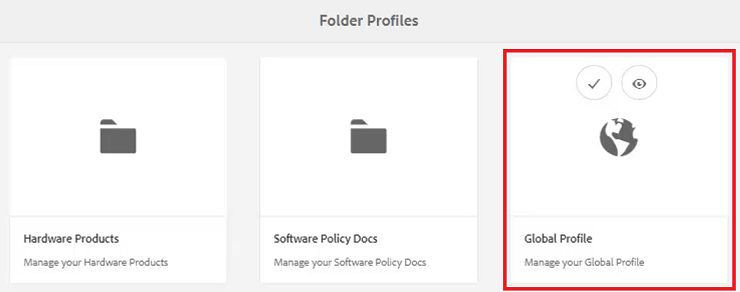 Folder Profiles
Hardware Products
Manage your Hardware Products
Software Policy Docs
Manage your Software Policy Docs
Global Profile
Manage your Global Profile